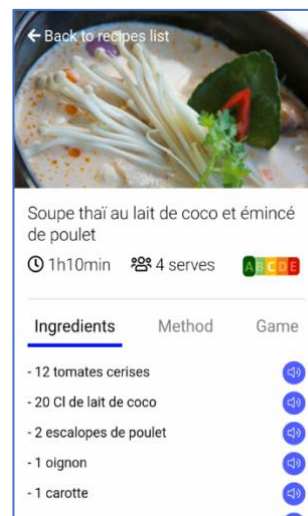 ← Back to recipes list
Soupe thaï au lait de coco et émincé
de poulet
1h10min 4 serves A B C D E
Ingredients Method Game
- 12 tomates cerises
- 20 Cl de lait de coco
- 2 escalopes de poulet
- 1 oignon
- 1 carotte